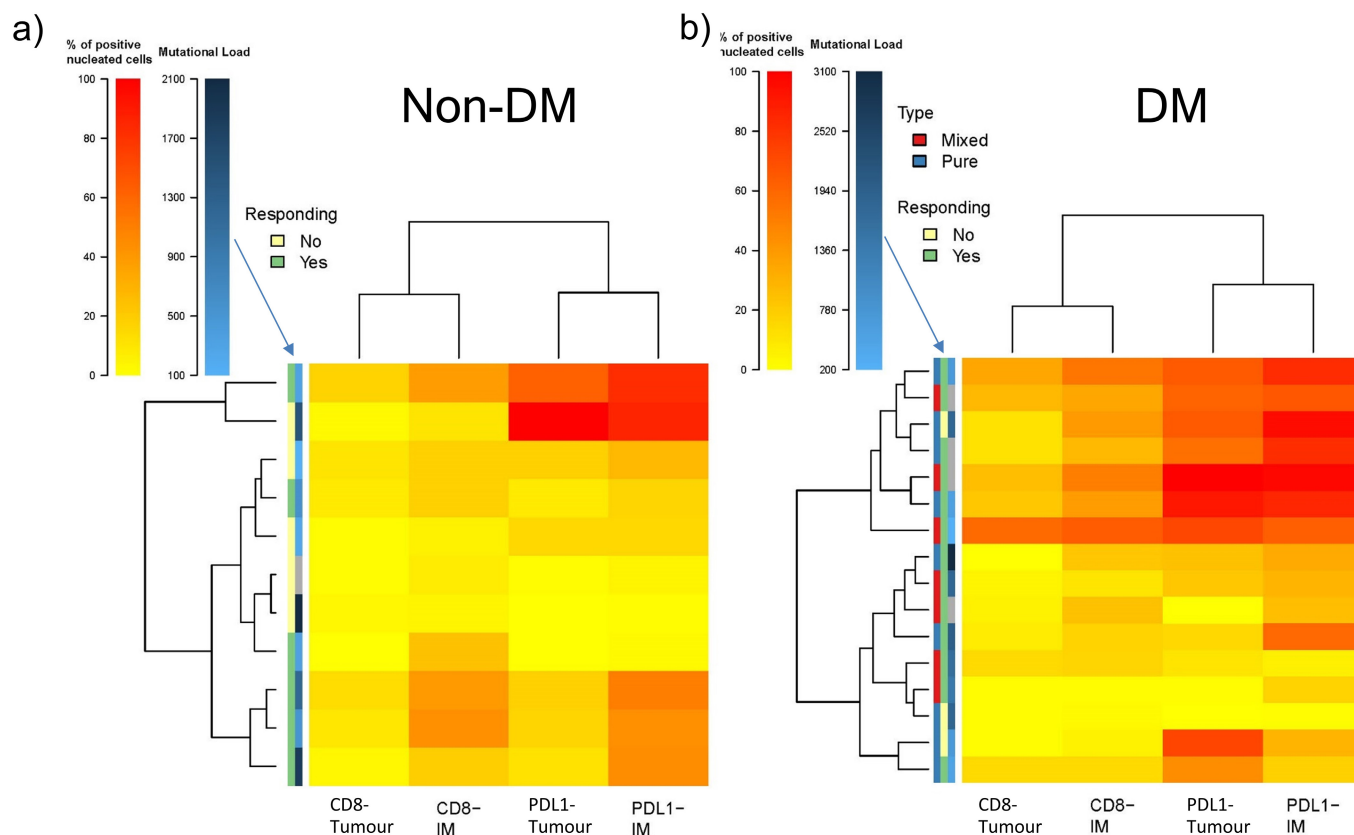 a)
% of positive
nucleated cells
Mutational Load
100
80
60
40
20
0
2100
1700
1300
900
500
100
Non-DM
Responding
No
Yes
CD8-
Tumour
CD8–
IM
PDL1-
Tumour
PDL1–
IM
b)
% of positive
nucleated cells
Mutational Load
100
80
60
40
20
0
3100
2520
1940
1360
780
200
DM
Type
Mixed
Pure
Responding
No
Yes
CD8-
Tumour
CD8–
IM
PDL1-
Tumour
PDL1–
IM